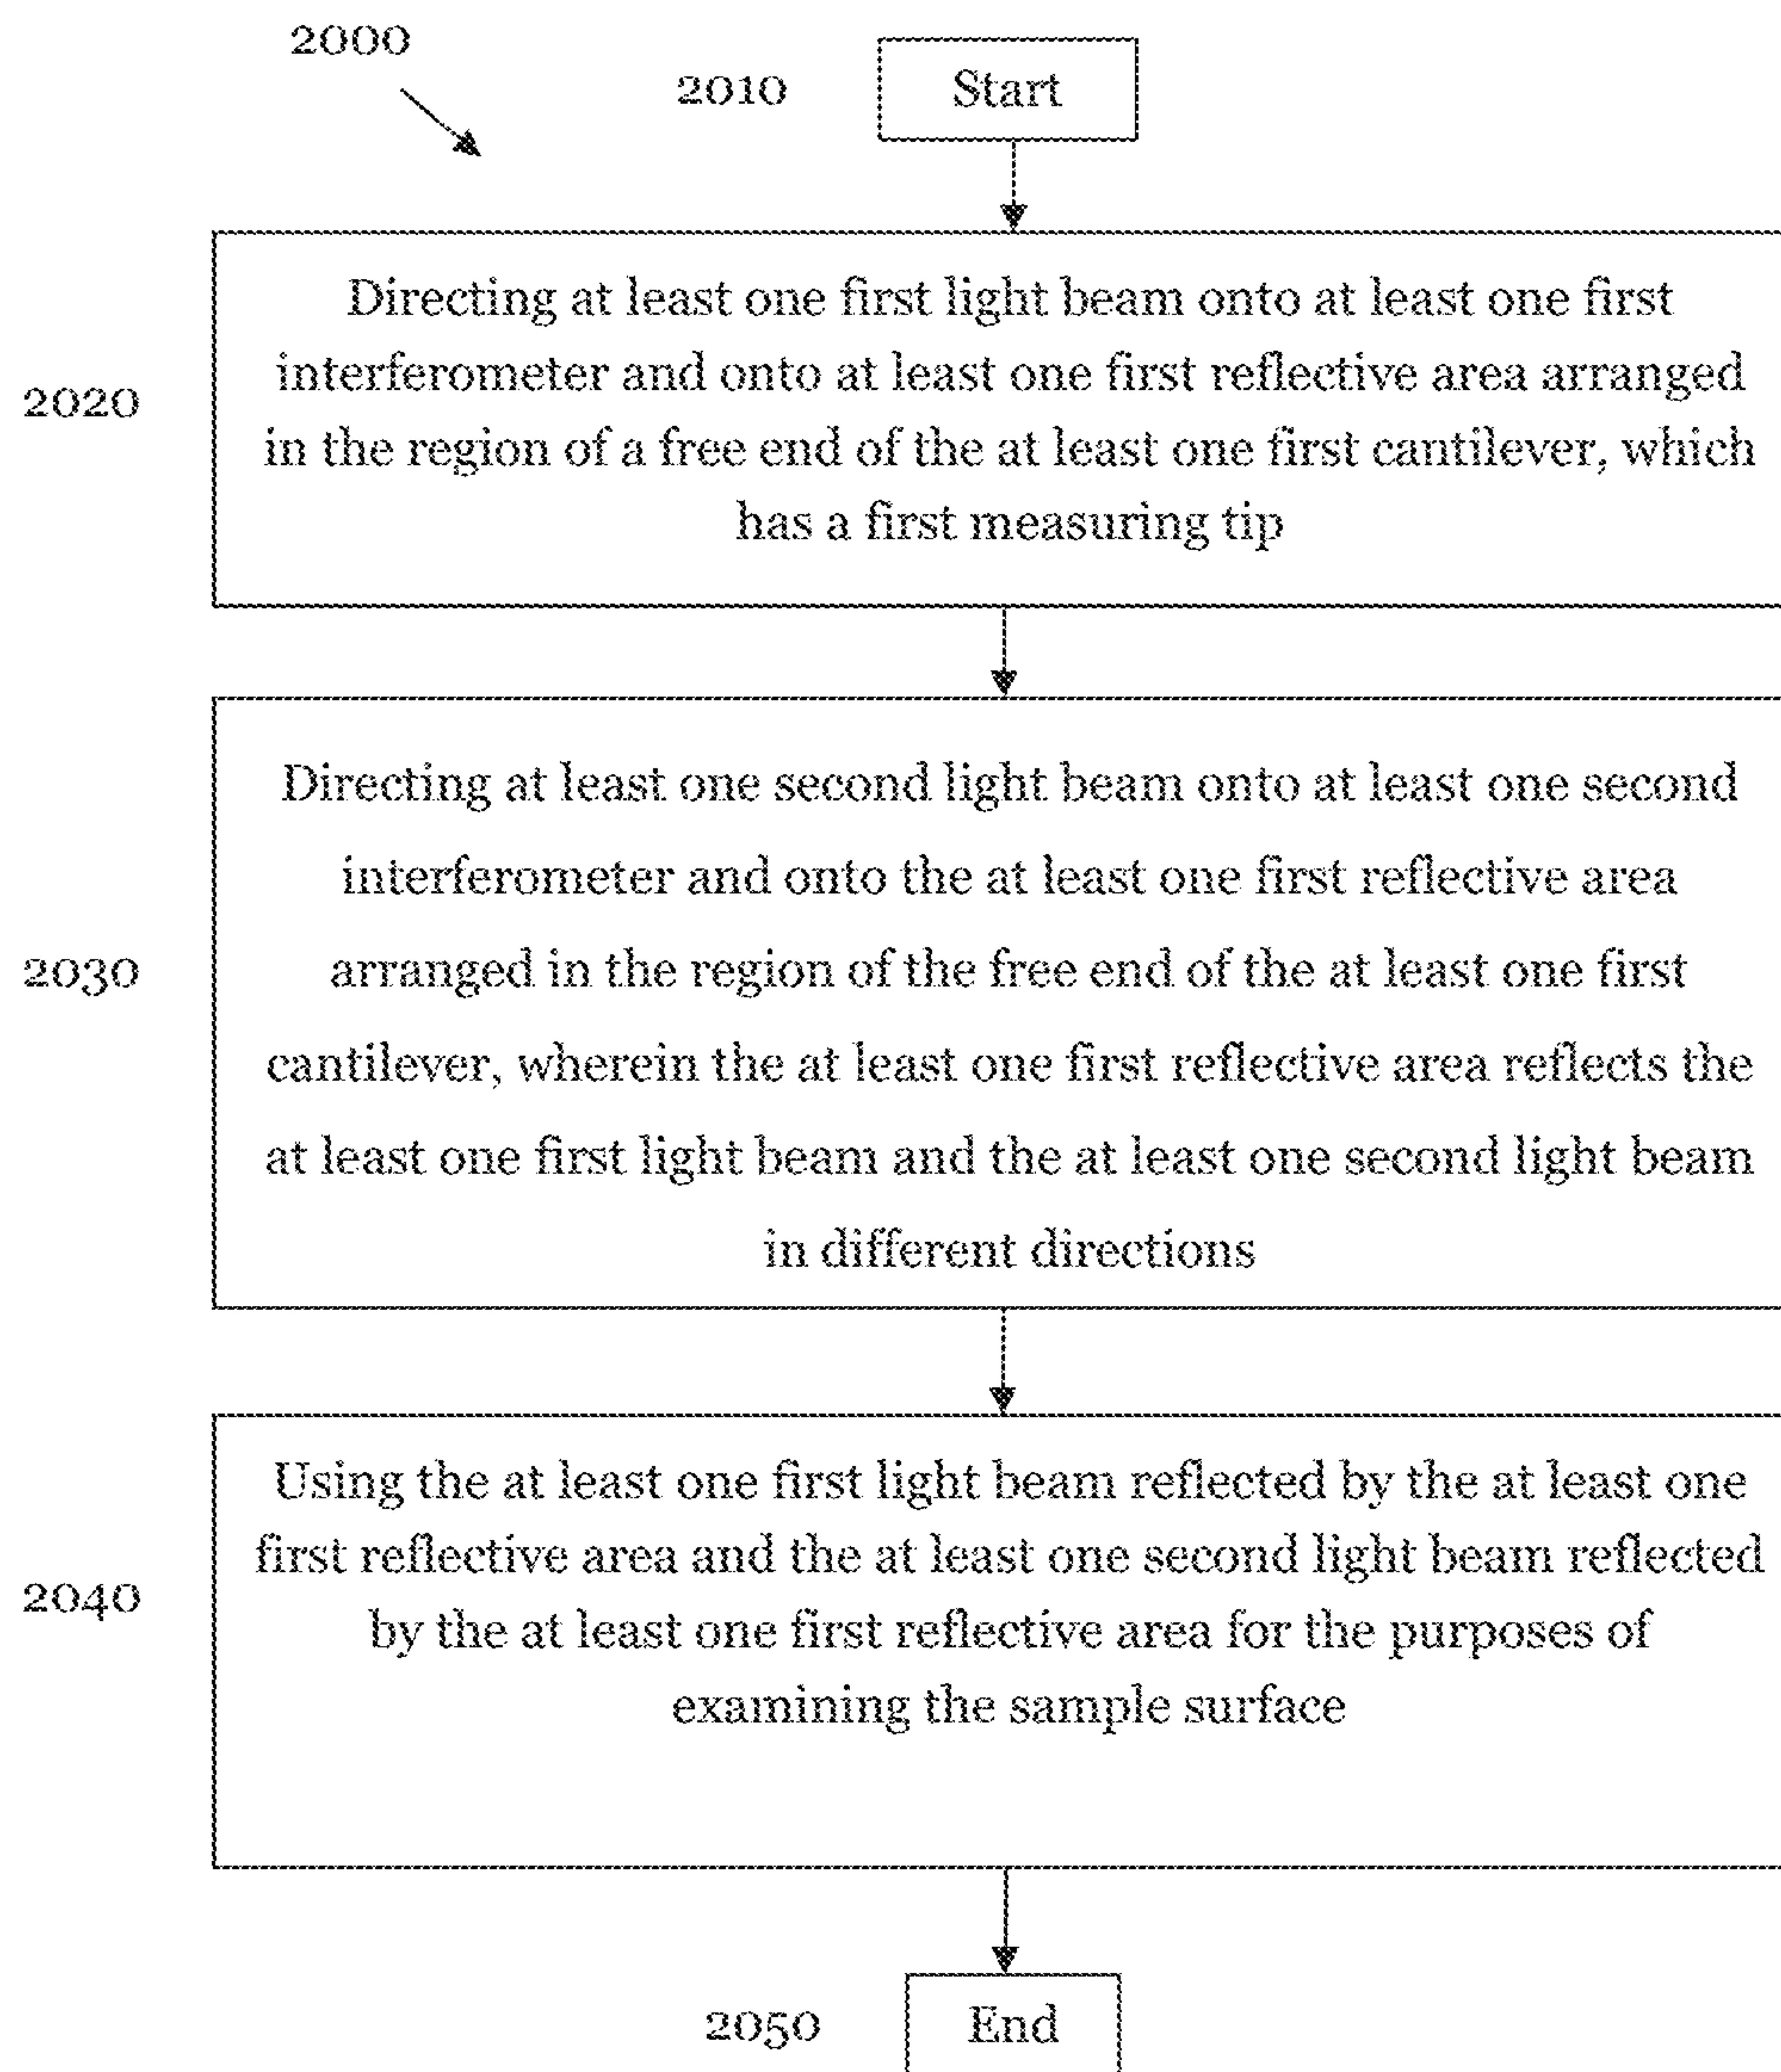 2000
2010
Start
Directing at least one first light beam onto at least one first
interferometer and onto at least one first reflective area arranged
in the region of a free end of the at least one first cantilever, which
has a first measuring tip
2020
Directing at least one second light beam onto at least one second
interferometer and onto the at least one first reflective area
arranged in the region of the free end of the at least one first
cantilever, wherein the at least one first reflective area reflects the
at least one first light beam and the at least one second light beam
in different directions
2030
Using the at least one first light beam reflected by the at least one
first reflective area and the at least one second light beam reflected
by the at least one first reflective area for the purposes of
examining the sample surface
2040
2050
End